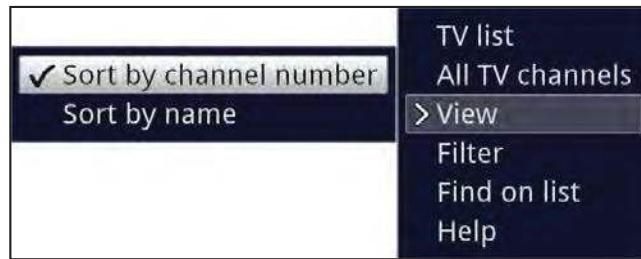 Sort by channel number
Sort by name
TV list
All TV channels
View
Filter
Find on list
Help